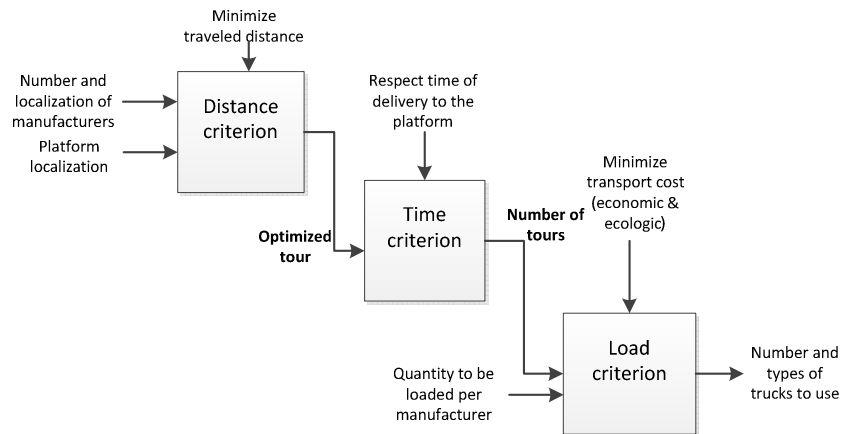 Minimize
traveled distance
Number and
localization of
manufacturers
Platform
localization
Distance
criterion
Respect time of
delivery to the
platform
Optimized
tour
Time
criterion
Number of
tours
Minimize
transport cost
(economic &
ecologic)
Quantity to be
loaded per
manufacturer
Load
criterion
Number and
types of
trucks to use